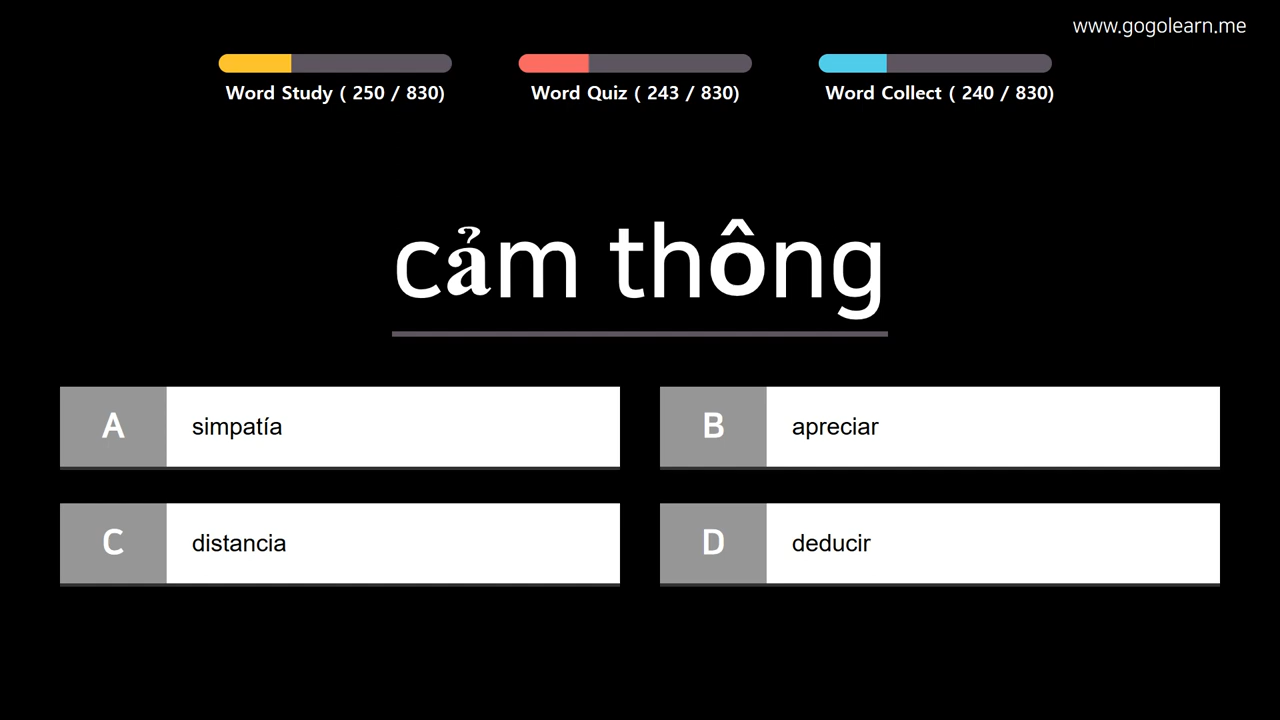 www.gogolearn.me
Word Study ( 250 / 830)
Word Quiz ( 243 / 830)
Word Collect ( 240 / 830)
cảm thông
A simpatía
B apreciar
C distancia
D deducir